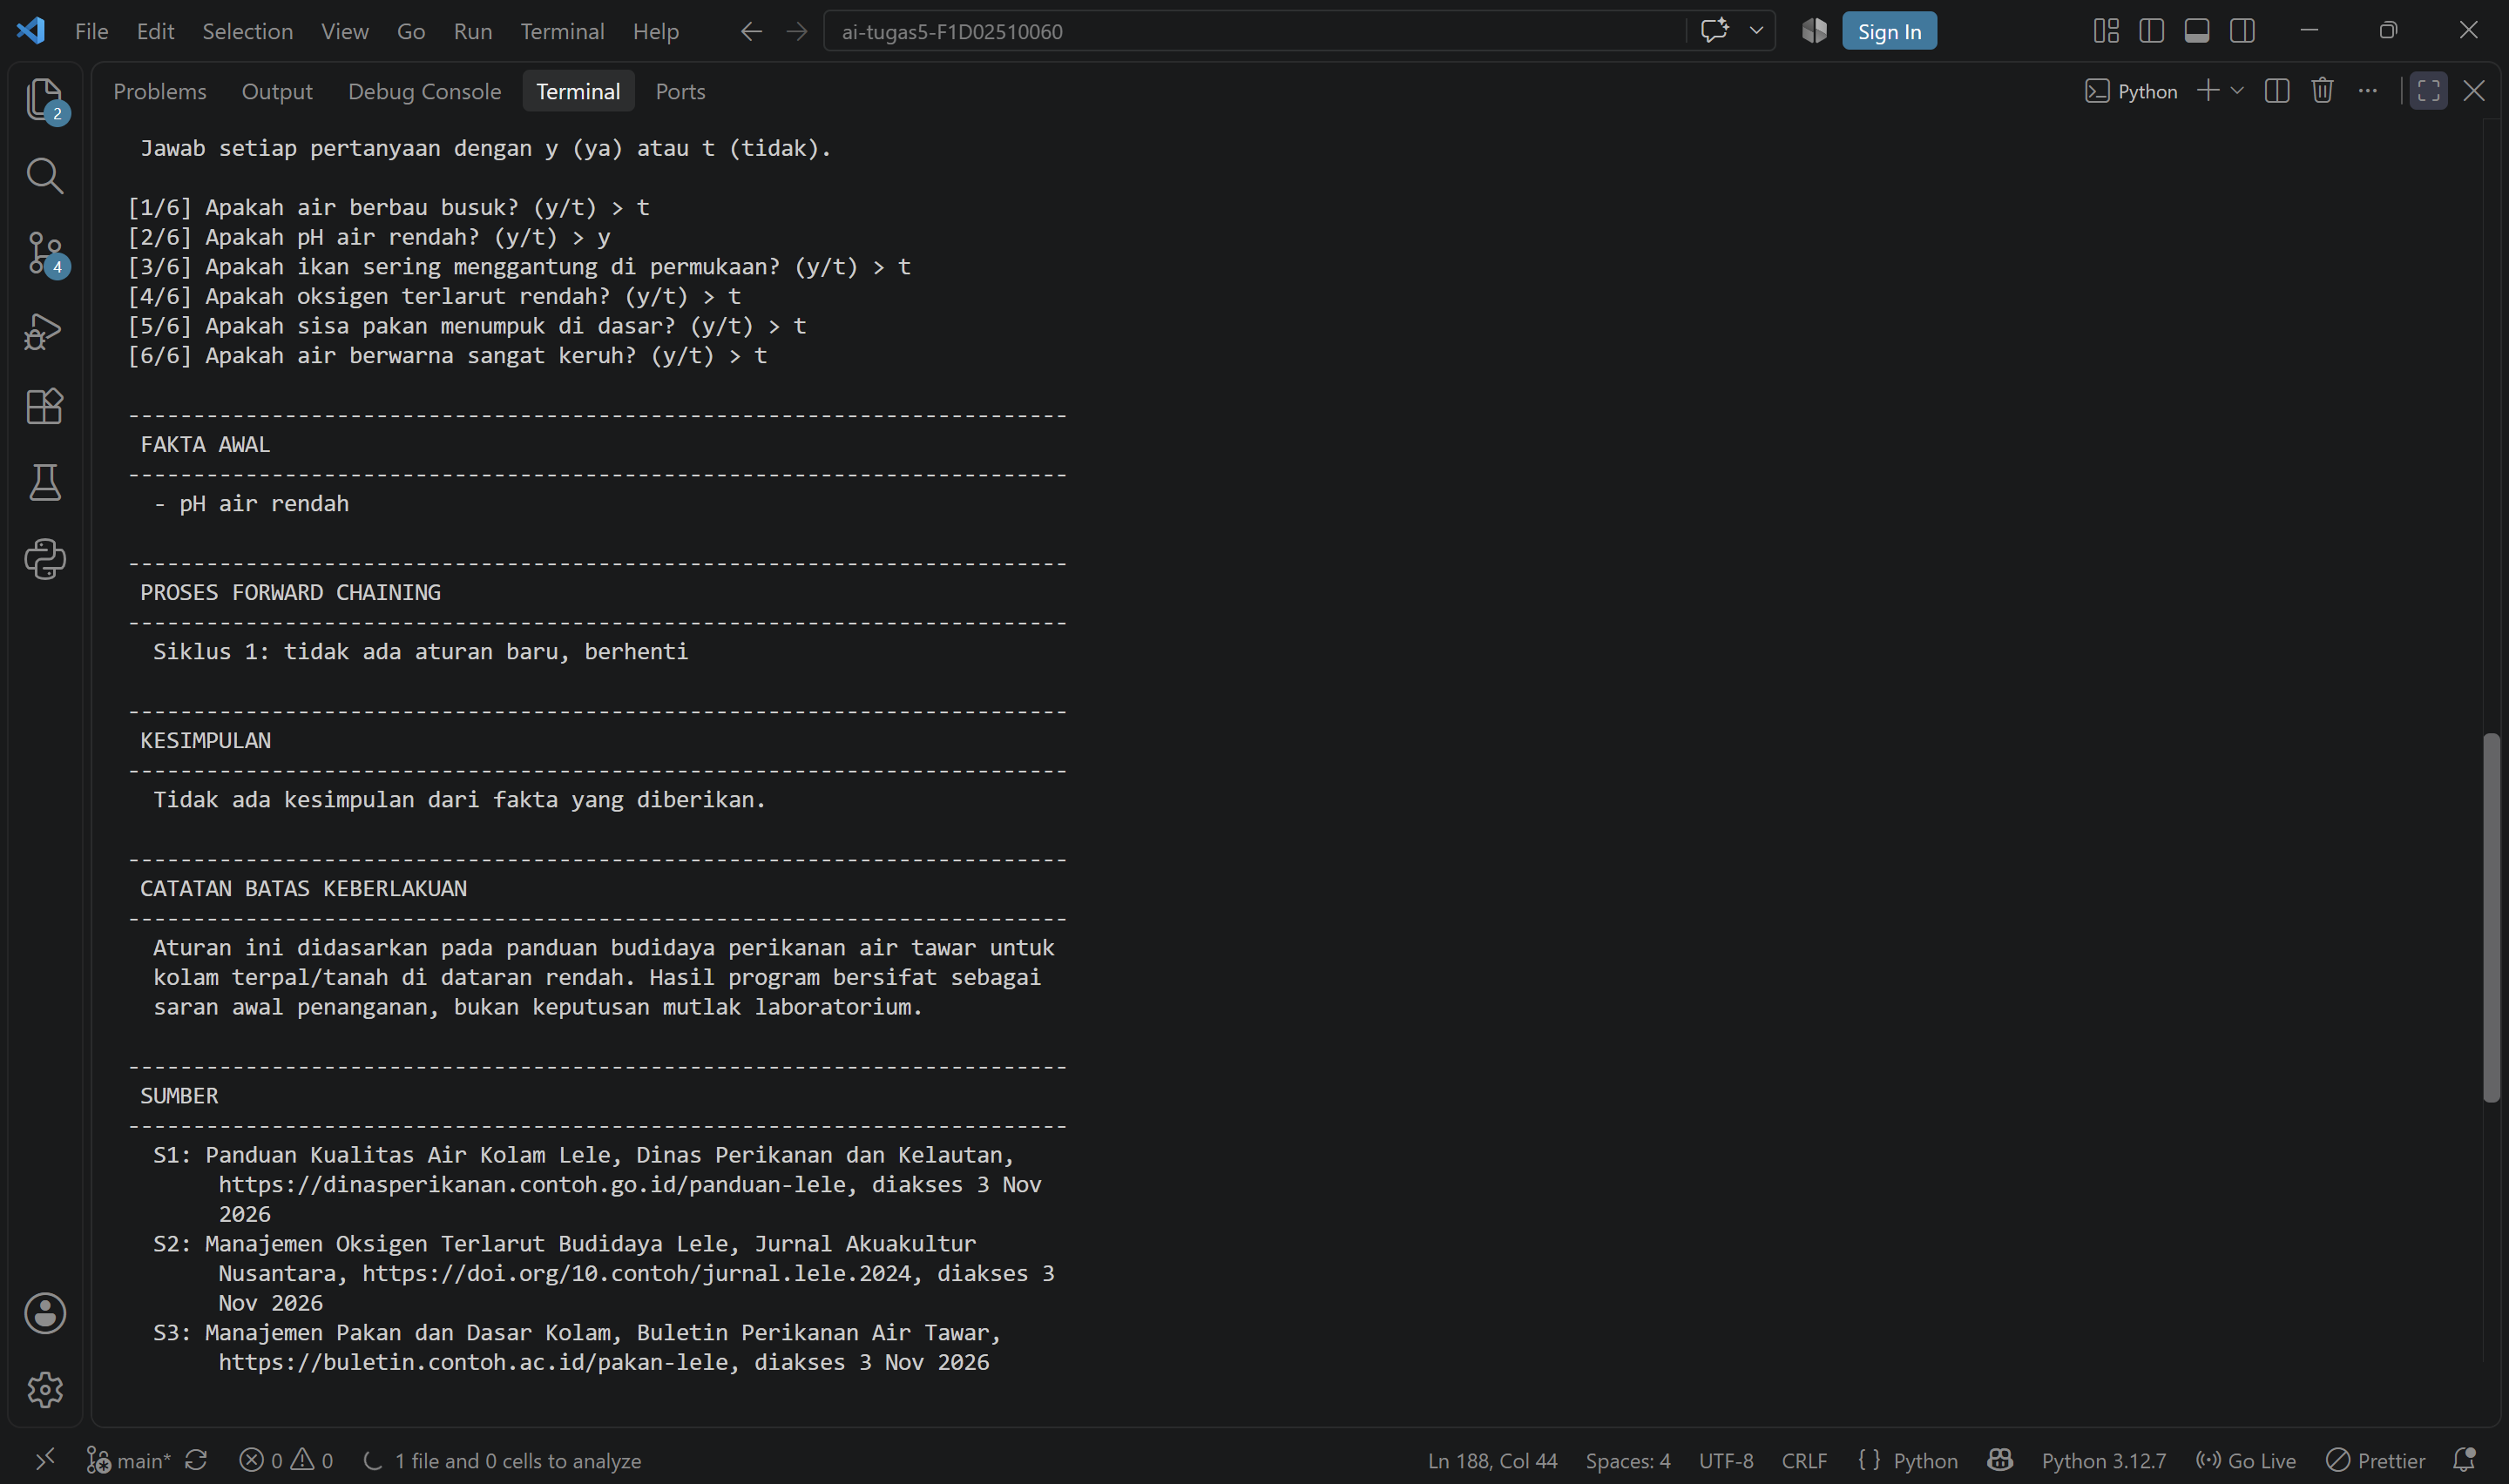 File Edit Selection View Go Run Terminal Help ai-tugas5-F1D02510060 Sign In
Problems Output Debug Console Terminal Ports Python
2
4
Jawab setiap pertanyaan dengan y (ya) atau t (tidak).
[1/6] Apakah air berbau busuk? (y/t) > t
[2/6] Apakah pH air rendah? (y/t) > y
[3/6] Apakah ikan sering menggantung di permukaan? (y/t) > t
[4/6] Apakah oksigen terlarut rendah? (y/t) > t
[5/6] Apakah sisa pakan menumpuk di dasar? (y/t) > t
[6/6] Apakah air berwarna sangat keruh? (y/t) > t
------------------------------------------------------------------------
FAKTA AWAL
------------------------------------------------------------------------
- pH air rendah
------------------------------------------------------------------------
PROSES FORWARD CHAINING
------------------------------------------------------------------------
Siklus 1: tidak ada aturan baru, berhenti
------------------------------------------------------------------------
KESIMPULAN
------------------------------------------------------------------------
Tidak ada kesimpulan dari fakta yang diberikan.
------------------------------------------------------------------------
CATATAN BATAS KEBERLAKUAN
------------------------------------------------------------------------
Aturan ini didasarkan pada panduan budidaya perikanan air tawar untuk
kolam terpal/tanah di dataran rendah. Hasil program bersifat sebagai
saran awal penanganan, bukan keputusan mutlak laboratorium.
------------------------------------------------------------------------
SUMBER
------------------------------------------------------------------------
S1: Panduan Kualitas Air Kolam Lele, Dinas Perikanan dan Kelautan,
https://dinasperikanan.contoh.go.id/panduan-lele, diakses 3 Nov
2026
S2: Manajemen Oksigen Terlarut Budidaya Lele, Jurnal Akuakultur
Nusantara, https://doi.org/10.contoh/jurnal.lele.2024, diakses 3
Nov 2026
S3: Manajemen Pakan dan Dasar Kolam, Buletin Perikanan Air Tawar,
https://buletin.contoh.ac.id/pakan-lele, diakses 3 Nov 2026
main* 0 0 1 file and 0 cells to analyze Ln 188, Col 44 Spaces: 4 UTF-8 CRLF { } Python Python 3.12.7 Go Live Prettier